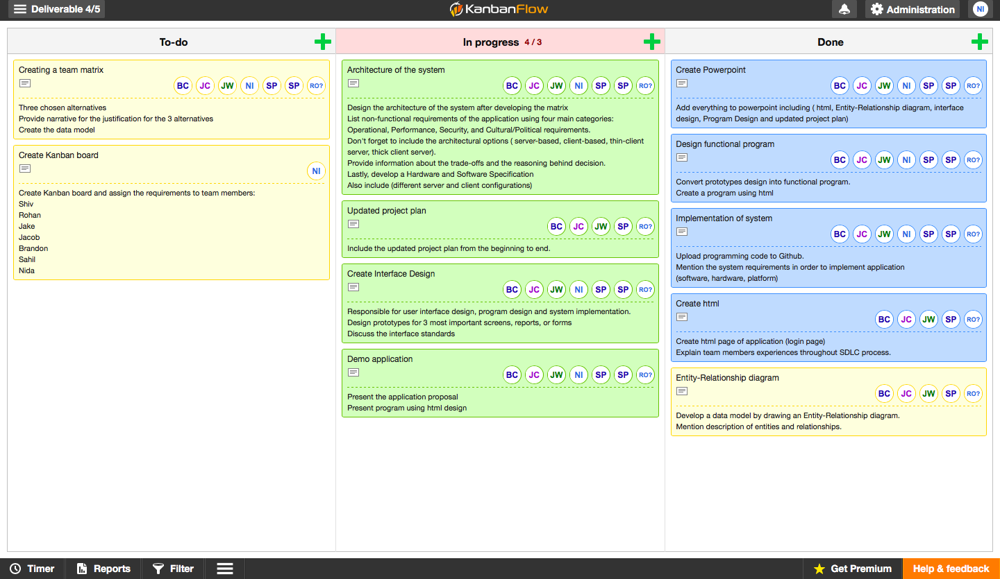 Deliverable 4/5
KanbanFlow
Administration
NI
To-do
Creating a team matrix
BC JC JW NI SP SP RO?
Three chosen alternatives
Provide narrative for the justification for the 3 alternatives
Create the data model
Create Kanban board
NI
Create Kanban board and assign the requirements to team members:
Shiv
Rohan
Jake
Jacob
Brandon
Sahil
Nida
In progress 4 / 3
Architecture of the system
BC JC JW NI SP SP RO?
Design the architecture of the system after developing the matrix
List non-functional requirements of the application using four main categories:
Operational, Performance, Security, and Cultural/Political requirements.
Don't forget to include the architectural options ( server-based, client-based, thin-client
server, thick client server).
Provide information about the trade-offs and the reasoning behind decision.
Lastly, develop a Hardware and Software Specification
Also include (different server and client configurations)
Updated project plan
BC JC JW SP RO?
Include the updated project plan from the beginning to end.
Create Interface Design
BC JC JW NI SP SP RO?
Responsible for user interface design, program design and system implementation.
Design prototypes for 3 most important screens, reports, or forms
Discuss the interface standards
Demo application
BC JC JW NI SP SP RO?
Present the application proposal
Present program using html design
Done
Create Powerpoint
BC JC JW NI SP SP RO?
Add everything to powerpoint including ( html, Entity-Relationship diagram, interface
design, Program Design and updated project plan)
Design functional program
BC JC JW NI SP SP RO?
Convert prototypes design into functional program.
Create a program using html
Implementation of system
BC JC JW NI SP SP RO?
Upload programming code to Github.
Mention the system requirements in order to implement application
(software, hardware, platform)
Create html
BC JC JW SP RO?
Create html page of application (login page)
Explain team members experiences throughout SDLC process.
Entity-Relationship diagram
BC JC JW SP RO?
Develop a data model by drawing an Entity-Relationship diagram.
Mention description of entities and relationships.
Timer
Reports
Filter
Get Premium
Help & feedback